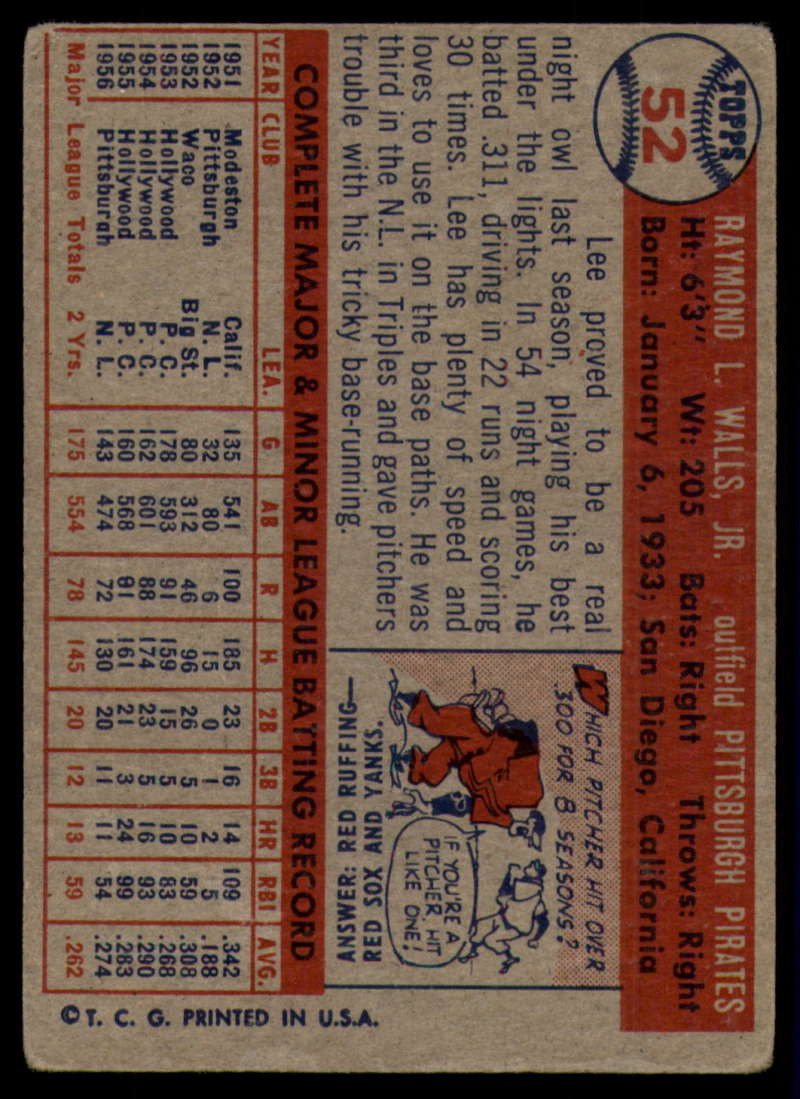 TOPPS
52
RAYMOND L. WALLS, JR. outfield PITTSBURGH PIRATES
Ht: 6'3" Wt: 205 Bats: Right Throws: Right
Born: January 6, 1933; San Diego, California
Lee proved to be a real
night owl last season, playing his best
under the lights. In 54 night games, he
batted .311, driving in 22 runs and scoring
30 times. Lee has plenty of speed and
loves to use it on the base paths. He was
third in the N.L. in Triples and gave pitchers
trouble with his tricky base-running.
WHICH PITCHER HIT OVER
.300 FOR 8 SEASONS?
IF YOU'RE A
PITCHER, HIT
LIKE ONE!
ANSWER: RED RUFFING—
RED SOX AND YANKS.
COMPLETE MAJOR & MINOR LEAGUE BATTING RECORD
YEAR CLUB LEA. G AB R H 2B 3B HR RBI AVG.
1951 Modeston Calif. 135 541 100 185 23 16 14 109 .342
1952 Pittsburgh N. L. 32 80 6 15 0 1 2 5 .188
1952 Waco Big St. 80 312 46 96 26 5 10 59 .308
1953 Hollywood P. C. 178 593 91 159 15 5 10 83 .268
1954 Hollywood P. C. 162 601 88 174 23 5 16 93 .290
1955 Hollywood P. C. 160 568 91 161 21 3 24 99 .283
1956 Pittsburgh N. L. 143 474 72 130 20 11 11 54 .274
Major League Totals 2 Yrs. 175 554 78 145 20 12 13 59 .262
© T. C. G. PRINTED IN U.S.A.